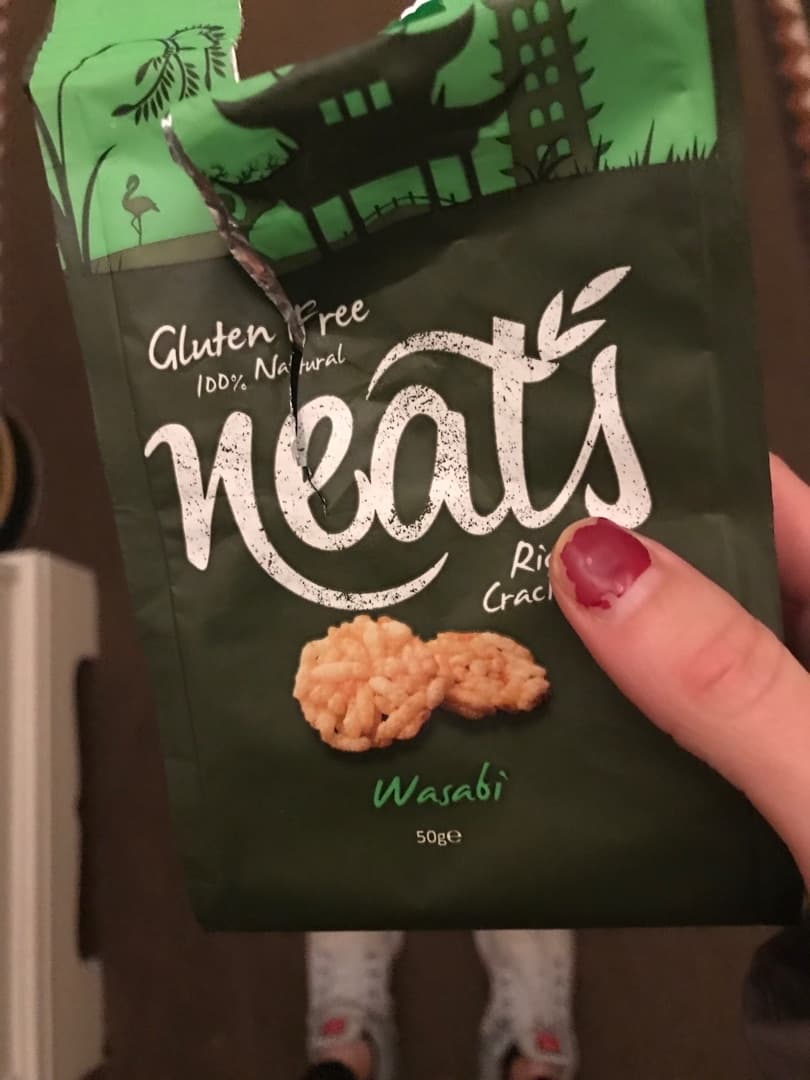 Gluten Free
100% Natural
neats
Wasabi
50g℮